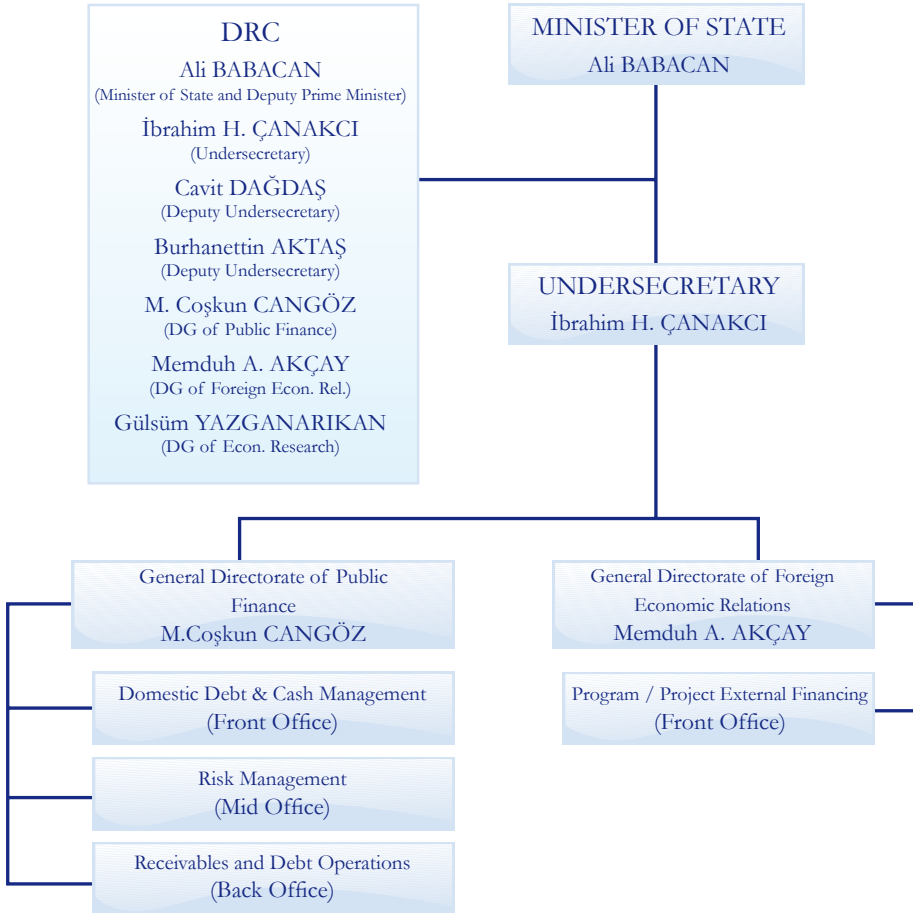 DRC
Ali BABACAN
(Minister of State and Deputy Prime Minister)
İbrahim H. ÇANAKCI
(Undersecretary)
Cavit DAĞDAŞ
(Deputy Undersecretary)
Burhanettin AKTAŞ
(Deputy Undersecretary)
M. Coşkun CANGÖZ
(DG of Public Finance)
Memduh A. AKÇAY
(DG of Foreign Econ. Rel.)
Gülsüm YAZGANARIKAN
(DG of Econ. Research)
MINISTER OF STATE
Ali BABACAN
UNDERSECRETARY
İbrahim H. ÇANAKCI
General Directorate of Public
Finance
M.Coşkun CANGÖZ
Domestic Debt & Cash Management
(Front Office)
Risk Management
(Mid Office)
Receivables and Debt Operations
(Back Office)
General Directorate of Foreign
Economic Relations
Memduh A. AKÇAY
Program / Project External Financing
(Front Office)